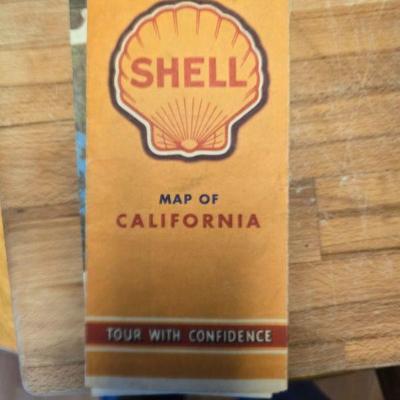 SHELL
MAP OF
CALIFORNIA
TOUR WITH CONFIDENCE